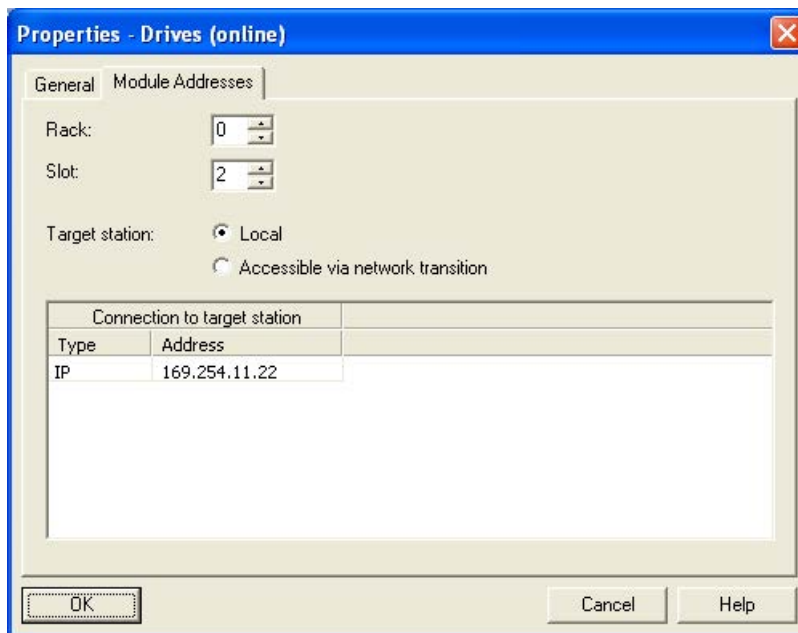 Properties - Drives (online)
General Module Addresses
Rack: 0
Slot: 2
Target station: Local
Accessible via network transition
Connection to target station
Type Address
IP 169.254.11.22
OK Cancel Help